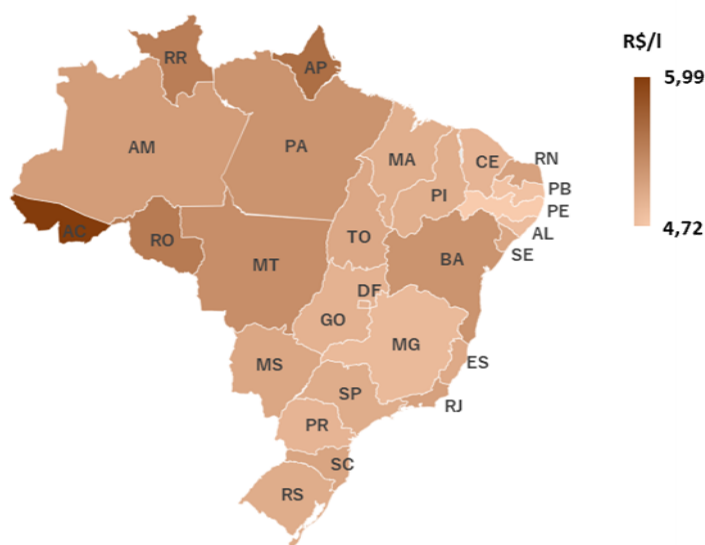 R$/l
5,99
4,72
RR
AP
AM
PA
MA
CE
RN
PB
PE
AL
SE
PI
AC
RO
TO
BA
MT
DF
GO
MG
MS
ES
SP
RJ
PR
SC
RS